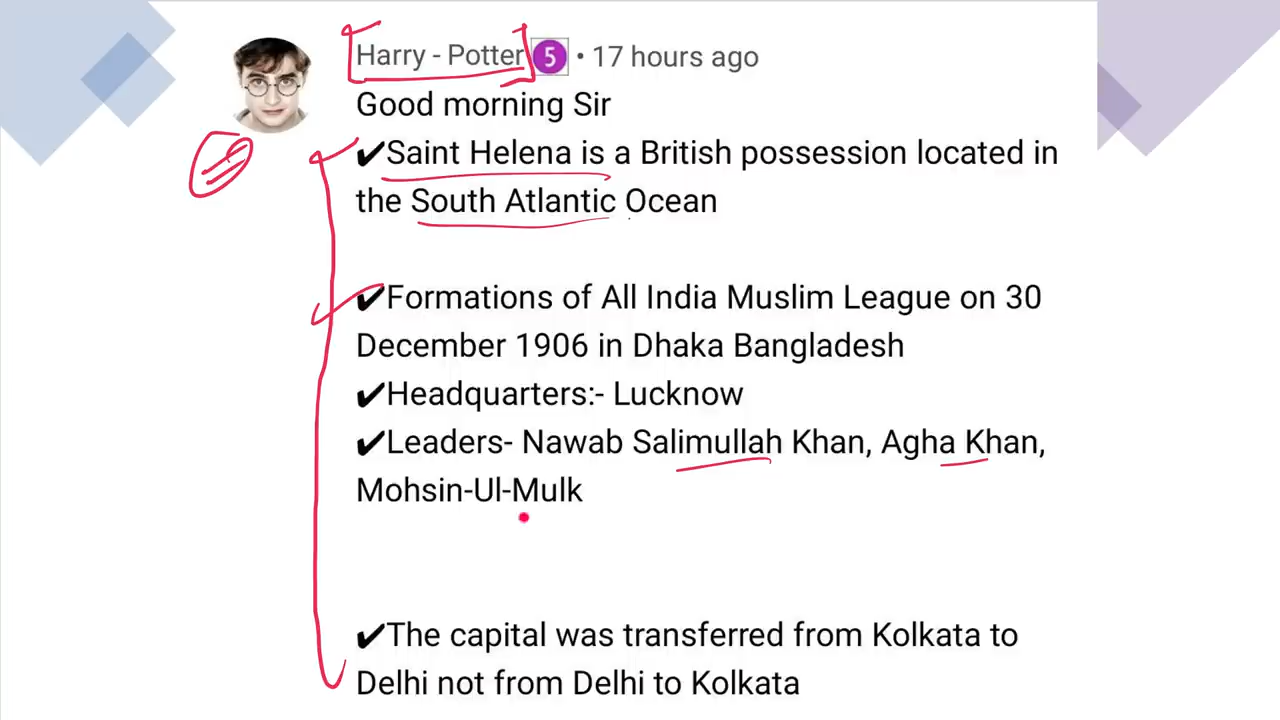 Harry - Potter 5 • 17 hours ago
Good morning Sir
✔Saint Helena is a British possession located in
the South Atlantic Ocean
✔Formations of All India Muslim League on 30
December 1906 in Dhaka Bangladesh
✔Headquarters:- Lucknow
✔Leaders- Nawab Salimullah Khan, Agha Khan,
Mohsin-Ul-Mulk
✔The capital was transferred from Kolkata to
Delhi not from Delhi to Kolkata